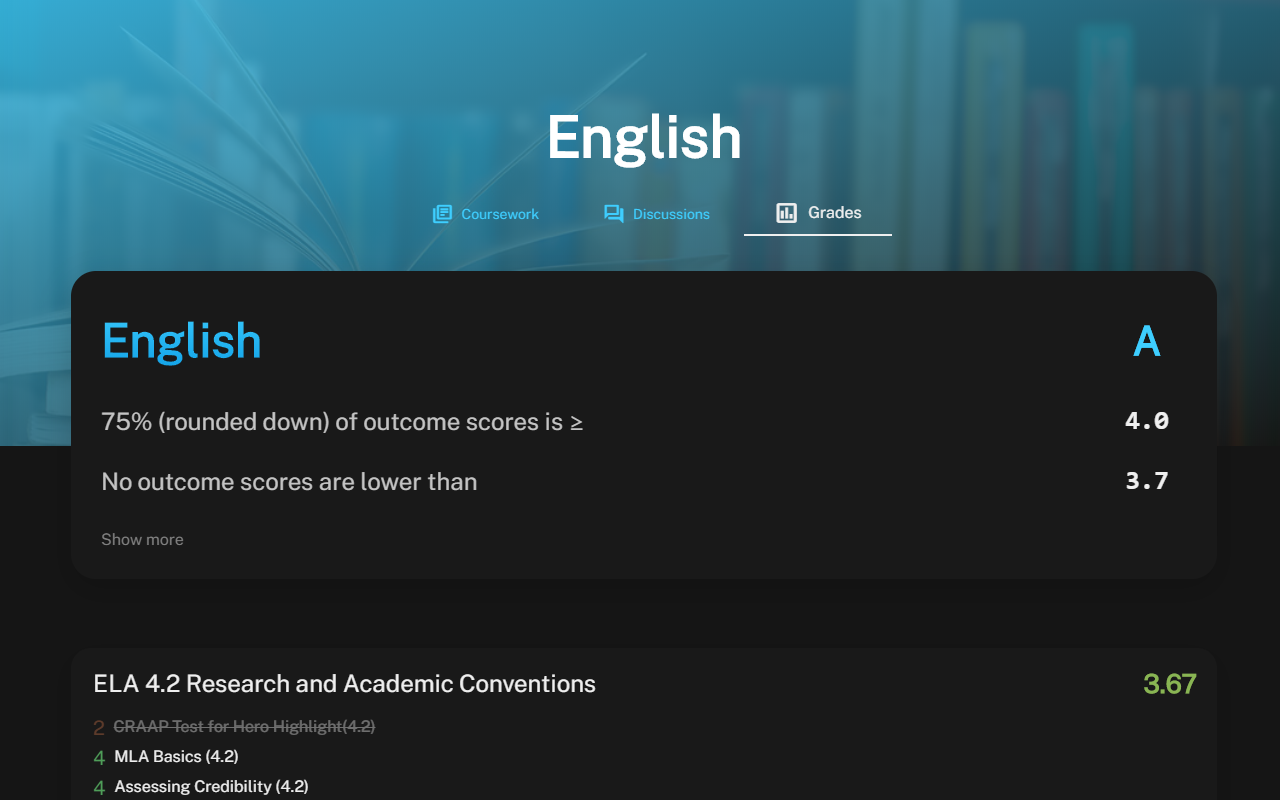 English
Coursework
Discussions
Grades
English
A
75% (rounded down) of outcome scores is ≥
4.0
No outcome scores are lower than
3.7
Show more
ELA 4.2 Research and Academic Conventions
3.67
2 CRAAP Test for Hero Highlight(4.2)
4 MLA Basics (4.2)
4 Assessing Credibility (4.2)